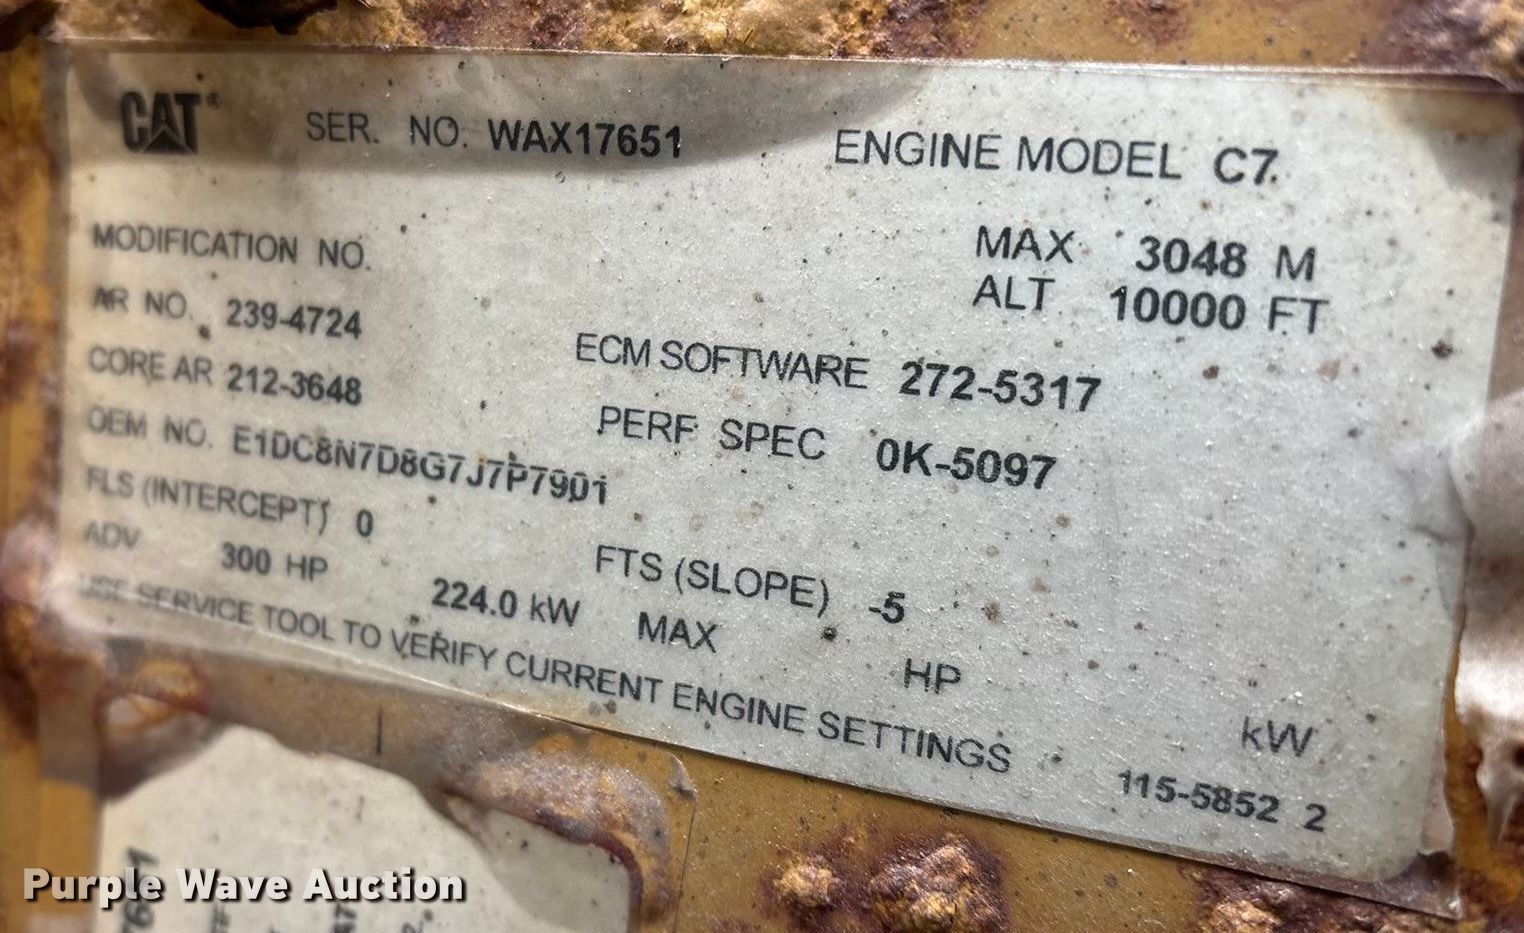 CAT® SER. NO. WAX17651 ENGINE MODEL C7
MODIFICATION NO. MAX 3048 M
AR NO. 239-4724 ALT 10000 FT
CORE AR 212-3648 ECM SOFTWARE 272-5317
OEM NO. E1DC8N7D8G7J7P7901 PERF SPEC 0K-5097
FLS (INTERCEPT) 0 FTS (SLOPE) -5
ADV 300 HP 224.0 kW MAX HP kW
USE SERVICE TOOL TO VERIFY CURRENT ENGINE SETTINGS 115-5852 2
Purple Wave Auction